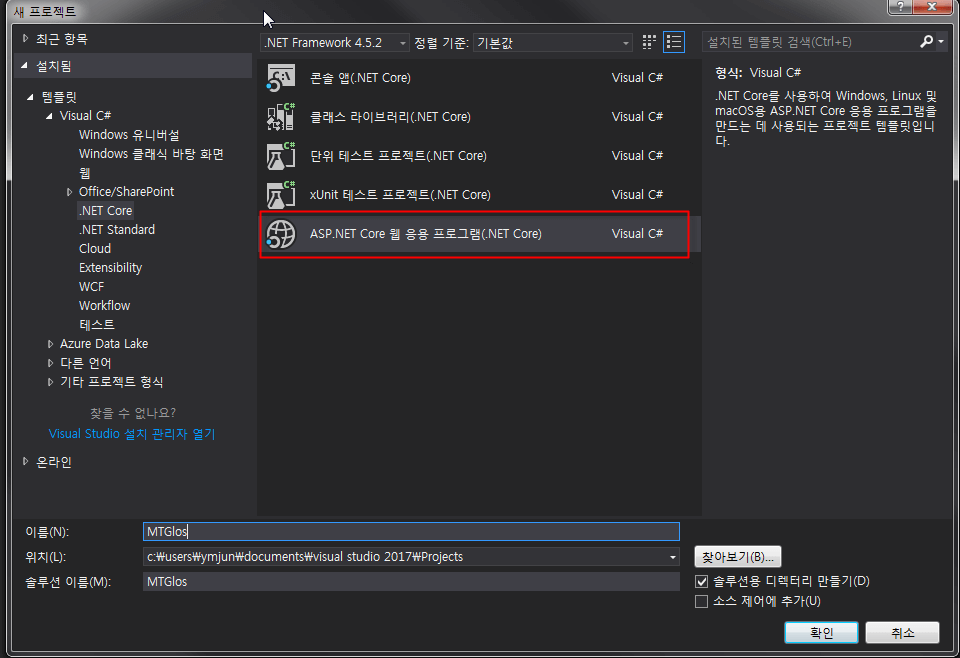 새 프로젝트
?
최근 항목
설치됨
템플릿
Visual C#
Windows 유니버설
Windows 클래식 바탕 화면
웹
Office/SharePoint
.NET Core
.NET Standard
Cloud
Extensibility
WCF
Workflow
테스트
Azure Data Lake
다른 언어
기타 프로젝트 형식
찾을 수 없나요?
Visual Studio 설치 관리자 열기
온라인
.NET Framework 4.5.2 정렬 기준: 기본값
콘솔 앱(.NET Core) Visual C#
클래스 라이브러리(.NET Core) Visual C#
단위 테스트 프로젝트(.NET Core) Visual C#
xUnit 테스트 프로젝트(.NET Core) Visual C#
ASP.NET Core 웹 응용 프로그램(.NET Core) Visual C#
설치된 템플릿 검색(Ctrl+E)
형식: Visual C#
.NET Core를 사용하여 Windows, Linux 및
macOS용 ASP.NET Core 응용 프로그램을
만드는 데 사용되는 프로젝트 템플릿입니
다.
이름(N): MTGlos
위치(L): c:₩users₩ymjun₩documents₩visual studio 2017₩Projects 찾아보기(B)...
솔루션 이름(M): MTGlos
솔루션용 디렉터리 만들기(D)
소스 제어에 추가(U)
확인 취소